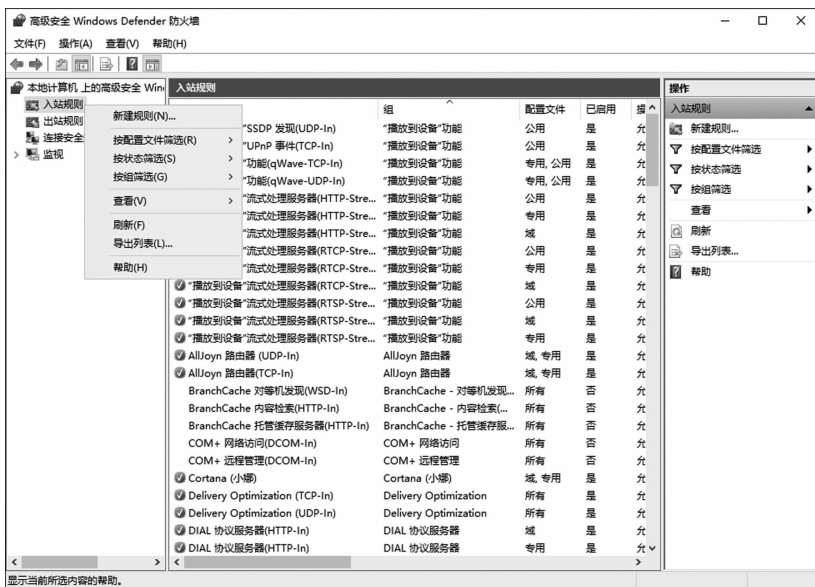 高级安全 Windows Defender 防火墙
文件(F) 操作(A) 查看(V) 帮助(H)
本地计算机 上的高级安全 Win
入站规则
出站规则
连接安全
监视
新建规则(N)...
按配置文件筛选(R)
按状态筛选(S)
按组筛选(G)
查看(V)
刷新(F)
导出列表(L)...
帮助(H)
入站规则
组 配置文件 已启用
"SSDP 发现(UDP-In) "播放到设备"功能 公用 是 允
"UPnP 事件(TCP-In) "播放到设备"功能 公用 是 允
"功能(qWave-TCP-In) "播放到设备"功能 专用, 公用 是 允
"功能(qWave-UDP-In) "播放到设备"功能 专用, 公用 是 允
"流式处理服务器(HTTP-Stre... "播放到设备"功能 公用 是 允
"流式处理服务器(HTTP-Stre... "播放到设备"功能 专用 是 允
"流式处理服务器(HTTP-Stre... "播放到设备"功能 域 是 允
"流式处理服务器(RTCP-Stre... "播放到设备"功能 公用 是 允
"流式处理服务器(RTCP-Stre... "播放到设备"功能 专用 是 允
"播放到设备"流式处理服务器(RTCP-Stre... "播放到设备"功能 域 是 允
"播放到设备"流式处理服务器(RTSP-Stre... "播放到设备"功能 公用 是 允
"播放到设备"流式处理服务器(RTSP-Stre... "播放到设备"功能 域 是 允
"播放到设备"流式处理服务器(RTSP-Stre... "播放到设备"功能 专用 是 允
AllJoyn 路由器 (UDP-In) AllJoyn 路由器 域, 专用 是 允
AllJoyn 路由器(TCP-In) AllJoyn 路由器 域, 专用 是 允
BranchCache 对等机发现(WSD-In) BranchCache - 对等机发现... 所有 否 允
BranchCache 内容检索(HTTP-In) BranchCache - 内容检索(... 所有 否 允
BranchCache 托管缓存服务器(HTTP-In) BranchCache - 托管缓存服... 所有 否 允
COM+ 网络访问(DCOM-In) COM+ 网络访问 所有 否 允
COM+ 远程管理(DCOM-In) COM+ 远程管理 所有 否 允
Cortana (小娜) Cortana (小娜) 域, 专用 是 允
Delivery Optimization (TCP-In) Delivery Optimization 所有 是 允
Delivery Optimization (UDP-In) Delivery Optimization 所有 是 允
DIAL 协议服务器(HTTP-In) DIAL 协议服务器 域 是 允
DIAL 协议服务器(HTTP-In) DIAL 协议服务器 专用 是 允
操作
入站规则
新建规则...
按配置文件筛选
按状态筛选
按组筛选
查看
刷新
导出列表...
帮助
显示当前所选内容的帮助。